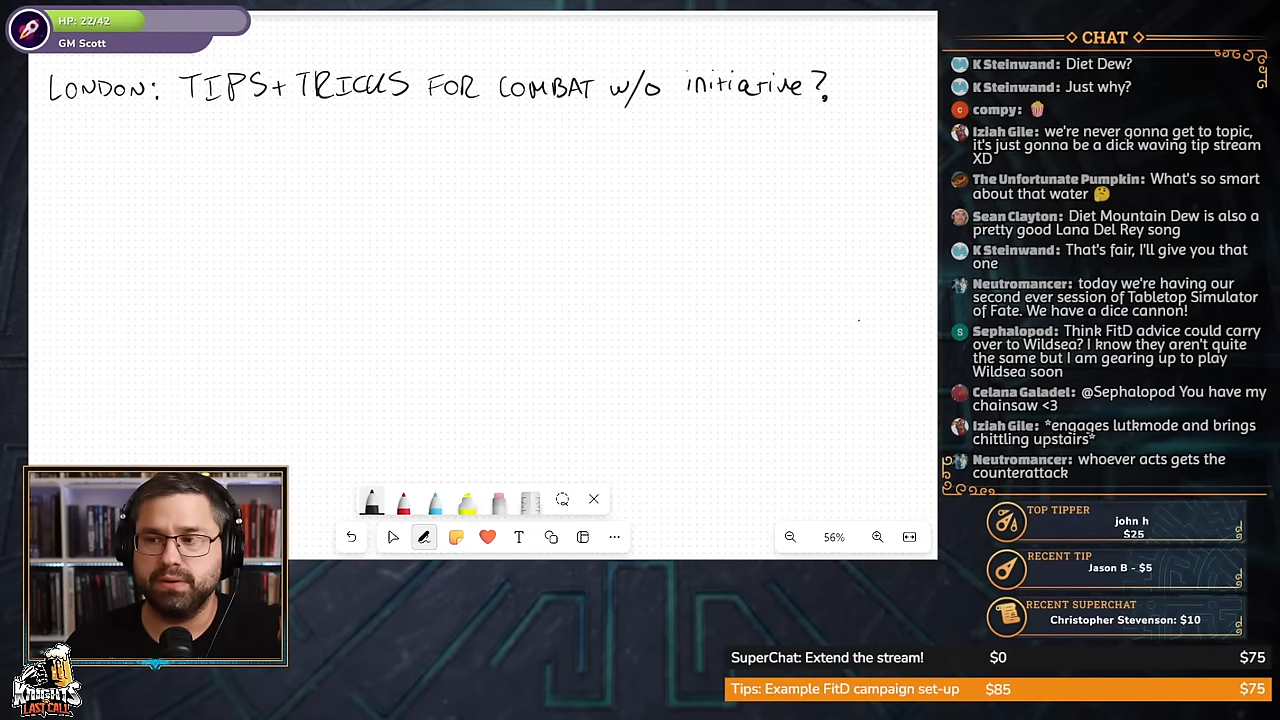 HP: 22/42
GM Scott
LONDON: TIPS + TRICKS FOR COMBAT w/o initiative?
56%
KNIGHTS
LAST CALL
CHAT
K Steinwand: Diet Dew?
K Steinwand: Just why?
compy: 🍿
Iziah Gile: we're never gonna get to topic,
it's just gonna be a dick waving tip stream
XD
The Unfortunate Pumpkin: What's so smart
about that water 🤔
Sean Clayton: Diet Mountain Dew is also a
pretty good Lana Del Rey song
K Steinwand: That's fair, I'll give you that
one
Neutromancer: today we're having our
second ever session of Tabletop Simulator
of Fate. We have a dice cannon!
Sephalopod: Think FitD advice could carry
over to Wildsea? I know they aren't quite
the same but I am gearing up to play
Wildsea soon
Celana Galadel: @Sephalopod You have my
chainsaw <3
Iziah Gile: *engages lutkmode and brings
chittling upstairs*
Neutromancer: whoever acts gets the
counterattack
TOP TIPPER
john h
$25
RECENT TIP
Jason B - $5
RECENT SUPERCHAT
Christopher Stevenson: $10
SuperChat: Extend the stream! $0 $75
Tips: Example FitD campaign set-up $85 $75